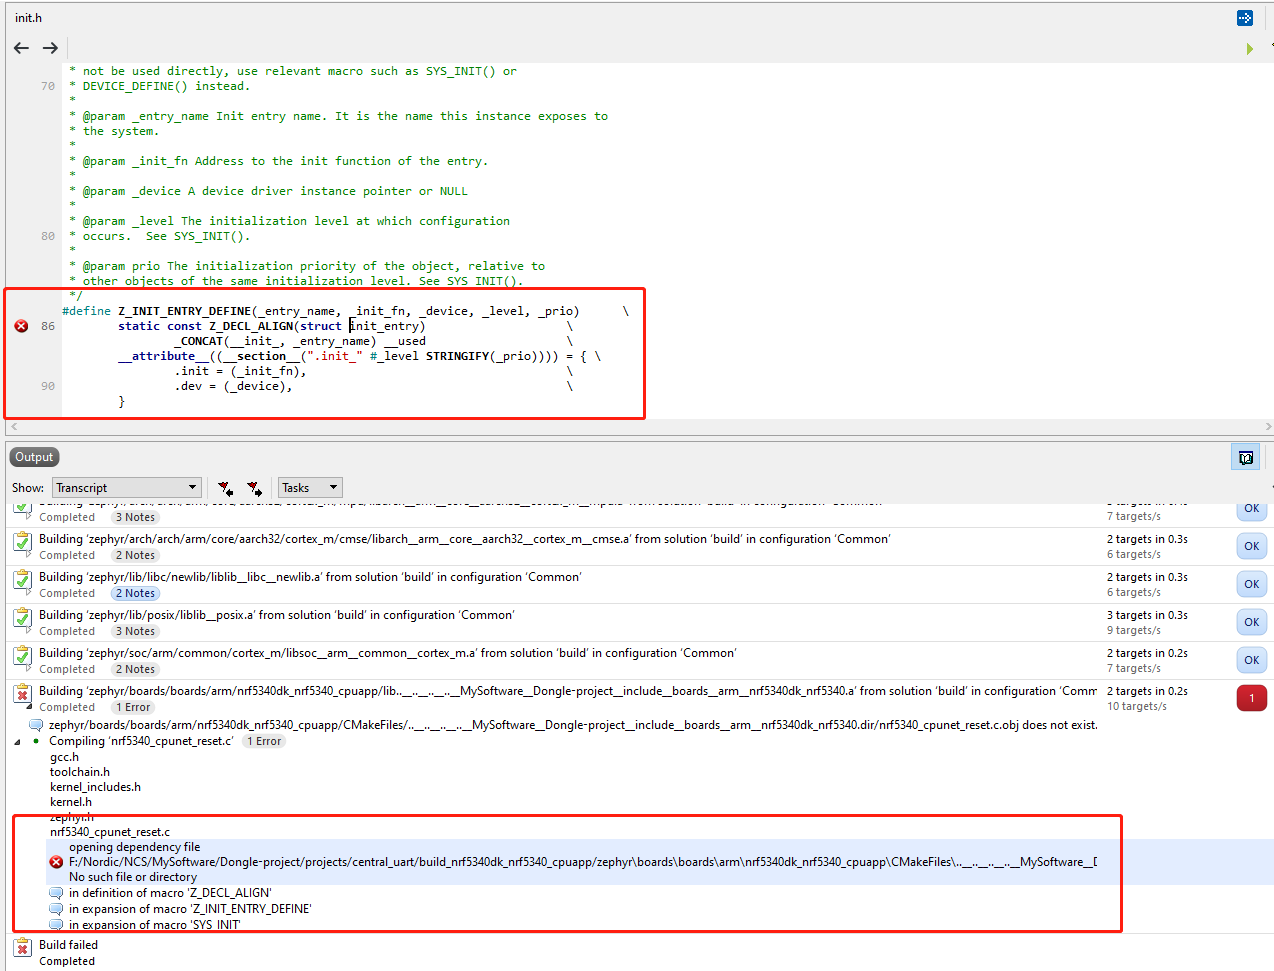 init.h
* not be used directly, use relevant macro such as SYS_INIT() or
70 * DEVICE_DEFINE() instead.
*
* @param _entry_name Init entry name. It is the name this instance exposes to
* the system.
*
* @param _init_fn Address to the init function of the entry.
*
* @param _device A device driver instance pointer or NULL
*
* @param _level The initialization level at which configuration
80 * occurs.  See SYS_INIT().
*
* @param prio The initialization priority of the object, relative to
* other objects of the same initialization level. See SYS_INIT().
*/
#define Z_INIT_ENTRY_DEFINE(_entry_name, _init_fn, _device, _level, _prio) \
86 static const Z_DECL_ALIGN(struct init_entry) \
_CONCAT(__init_, _entry_name) __used \
__attribute__((__section__(".init_" #_level STRINGIFY(_prio)))) = { \
.init = (_init_fn), \
90 .dev = (_device), \
}
Output
Show: Transcript Tasks
Completed 3 Notes 7 targets/s OK
Building ‘zephyr/arch/arch/arm/core/aarch32/cortex_m/cmse/libarch__arm__core__aarch32__cortex_m__cmse.a’ from solution ‘build’ in configuration ‘Common’ 2 targets in 0.3s
Completed 2 Notes 6 targets/s OK
Building ‘zephyr/lib/libc/newlib/liblib__libc__newlib.a’ from solution ‘build’ in configuration ‘Common’ 2 targets in 0.3s
Completed 2 Notes 6 targets/s OK
Building ‘zephyr/lib/posix/liblib__posix.a’ from solution ‘build’ in configuration ‘Common’ 3 targets in 0.3s
Completed 3 Notes 9 targets/s OK
Building ‘zephyr/soc/arm/common/cortex_m/libsoc__arm__common__cortex_m.a’ from solution ‘build’ in configuration ‘Common’ 2 targets in 0.2s
Completed 2 Notes 7 targets/s OK
Building ‘zephyr/boards/boards/arm/nrf5340dk_nrf5340_cpuapp/lib..__..__..__..__MySoftware__Dongle-project__include__boards__arm__nrf5340dk_nrf5340.a’ from solution ‘build’ in configuration ‘Comm 2 targets in 0.2s
Completed 1 Error 10 targets/s 1
zephyr/boards/boards/arm/nrf5340dk_nrf5340_cpuapp/CMakeFiles/..__..__..__..__MySoftware__Dongle-project__include__boards__arm__nrf5340dk_nrf5340.dir/nrf5340_cpunet_reset.c.obj does not exist.
Compiling ‘nrf5340_cpunet_reset.c’ 1 Error
gcc.h
toolchain.h
kernel_includes.h
kernel.h
zephyr.h
nrf5340_cpunet_reset.c
opening dependency file
F:/Nordic/NCS/MySoftware/Dongle-project/projects/central_uart/build_nrf5340dk_nrf5340_cpuapp/zephyr\boards\boards\arm\nrf5340dk_nrf5340_cpuapp\CMakeFiles\..__..__..__..__MySoftware__D
No such file or directory
in definition of macro 'Z_DECL_ALIGN'
in expansion of macro 'Z_INIT_ENTRY_DEFINE'
in expansion of macro 'SYS_INIT'
Build failed
Completed